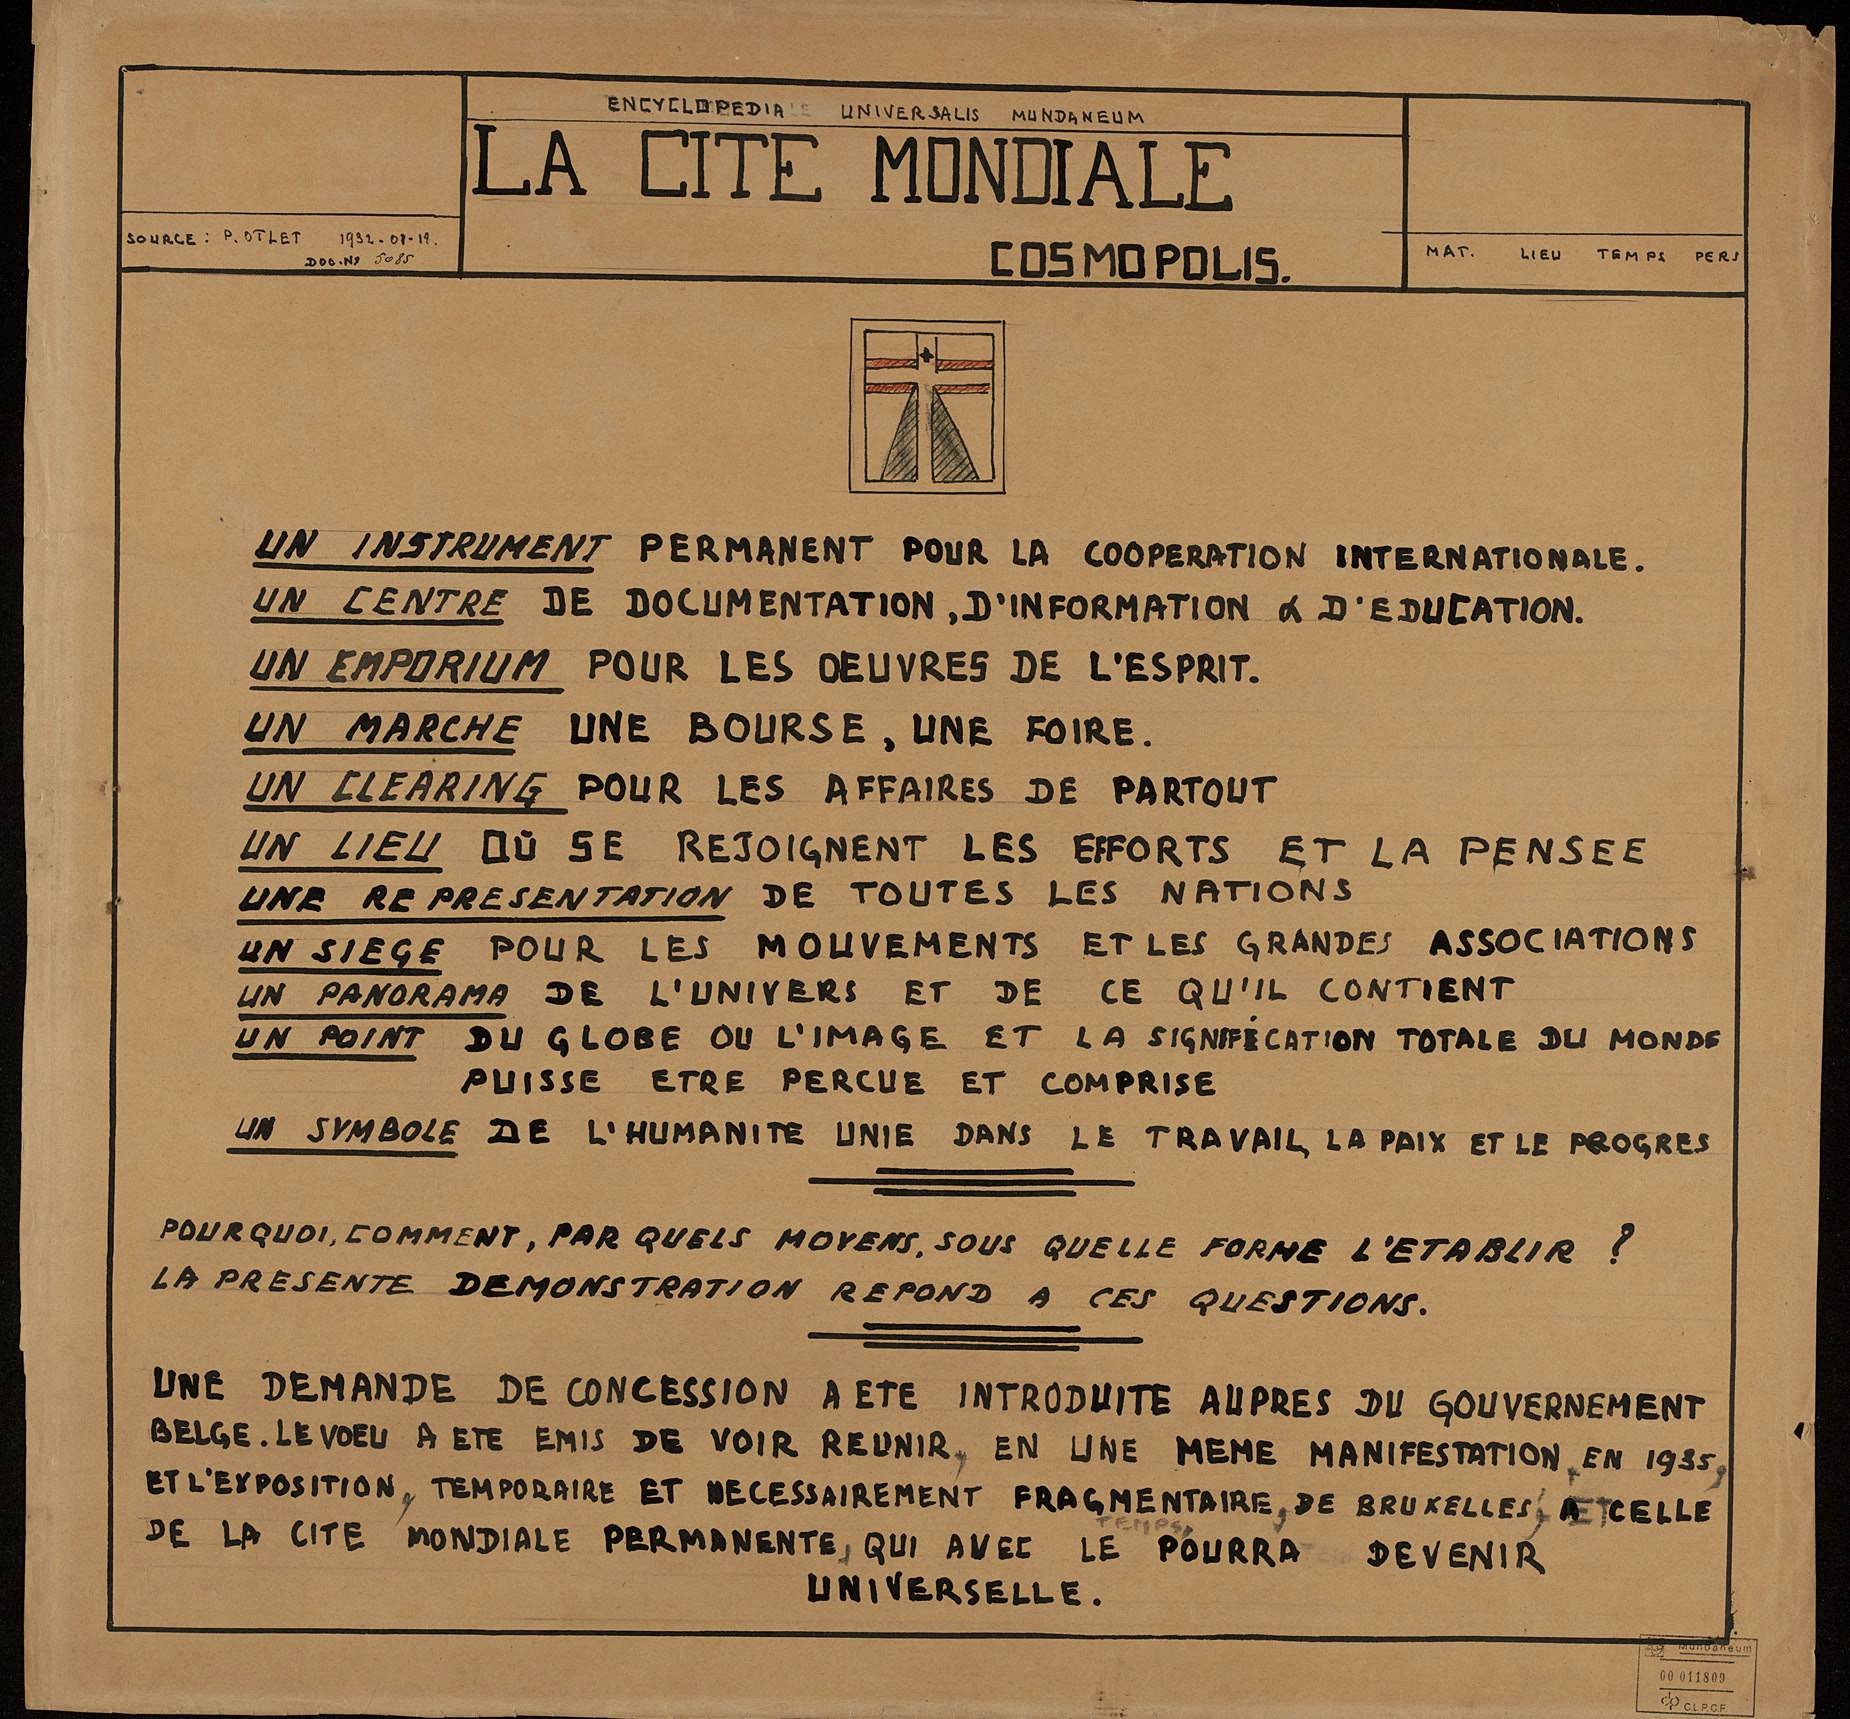 ENCYCLOPEDIA UNIVERSALIS MUNDANEUM
LA CITE MONDIALE
COSMOPOLIS.
SOURCE: P. OTLET 1932-08-19.
DOC. No 5085
MAT. LIEU TEMPS PERS
UN INSTRUMENT PERMANENT POUR LA COOPERATION INTERNATIONALE.
UN CENTRE DE DOCUMENTATION, D'INFORMATION & D'EDUCATION.
UN EMPORIUM POUR LES OEUVRES DE L'ESPRIT.
UN MARCHE UNE BOURSE, UNE FOIRE.
UN CLEARING POUR LES AFFAIRES DE PARTOUT
UN LIEU OÙ SE REJOIGNENT LES EFFORTS ET LA PENSEE
UNE REPRESENTATION DE TOUTES LES NATIONS
UN SIEGE POUR LES MOUVEMENTS ET LES GRANDES ASSOCIATIONS
UN PANORAMA DE L'UNIVERS ET DE CE QU'IL CONTIENT
UN POINT DU GLOBE OU L'IMAGE ET LA SIGNIFICATION TOTALE DU MONDE
PUISSE ETRE PERCUE ET COMPRISE
UN SYMBOLE DE L'HUMANITE UNIE DANS LE TRAVAIL, LA PAIX ET LE PROGRES
POURQUOI, COMMENT, PAR QUELS MOYENS, SOUS QUELLE FORME L'ETABLIR ?
LA PRESENTE DEMONSTRATION REPOND A CES QUESTIONS.
UNE DEMANDE DE CONCESSION A ETE INTRODUITE AUPRES DU GOUVERNEMENT
BELGE. LE VOEU A ETE EMIS DE VOIR REUNIR, EN UNE MEME MANIFESTATION, EN 1935,
ET L'EXPOSITION, TEMPORAIRE ET NECESSAIREMENT FRAGMENTAIRE, DE BRUXELLES, A CELLE
TEMPS,
DE LA CITE MONDIALE PERMANENTE, QUI AVEC LE POURRA DEVENIR
UNIVERSELLE.
Mundaneum
00 011809
C.L.P.C.F.